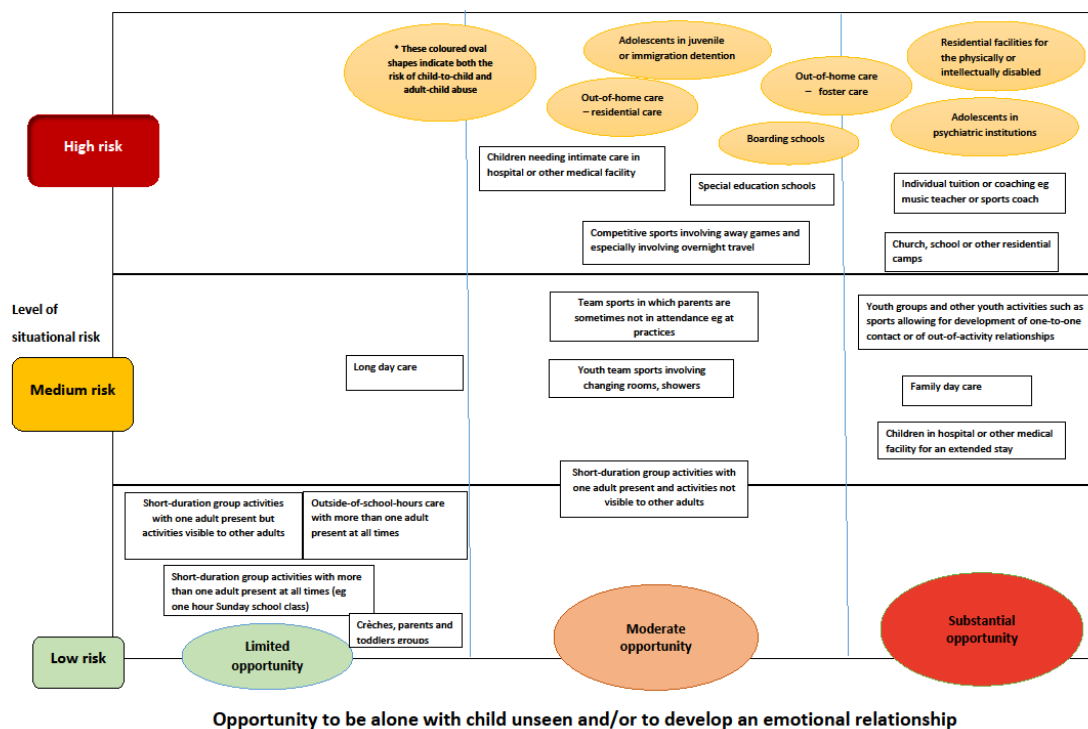 * These coloured oval
shapes indicate both the
risk of child-to-child and
adult-child abuse
Adolescents in juvenile
or immigration detention
Residential facilities for
the physically or
intellectually disabled
Out-of-home care
– foster care
Out-of-home care
– residential care
Adolescents in
psychiatric institutions
Boarding schools
High risk
Children needing intimate care in
hospital or other medical facility
Special education schools
Individual tuition or coaching eg
music teacher or sports coach
Competitive sports involving away games and
especially involving overnight travel
Church, school or other residential
camps
Level of
situational risk
Team sports in which parents are
sometimes not in attendance eg at
practices
Youth groups and other youth activities such as
sports allowing for development of one-to-one
contact or of out-of-activity relationships
Long day care
Youth team sports involving
changing rooms, showers
Medium risk
Family day care
Children in hospital or other medical
facility for an extended stay
Short-duration group activities with
one adult present and activities not
visible to other adults
Short-duration group activities
with one adult present but
activities visible to other adults
Outside-of-school-hours care
with more than one adult
present at all times
Short-duration group activities with more
than one adult present at all times (eg
one hour Sunday school class)
Crèches, parents and
toddlers groups
Low risk
Limited
opportunity
Moderate
opportunity
Substantial
opportunity
Opportunity to be alone with child unseen and/or to develop an emotional relationship